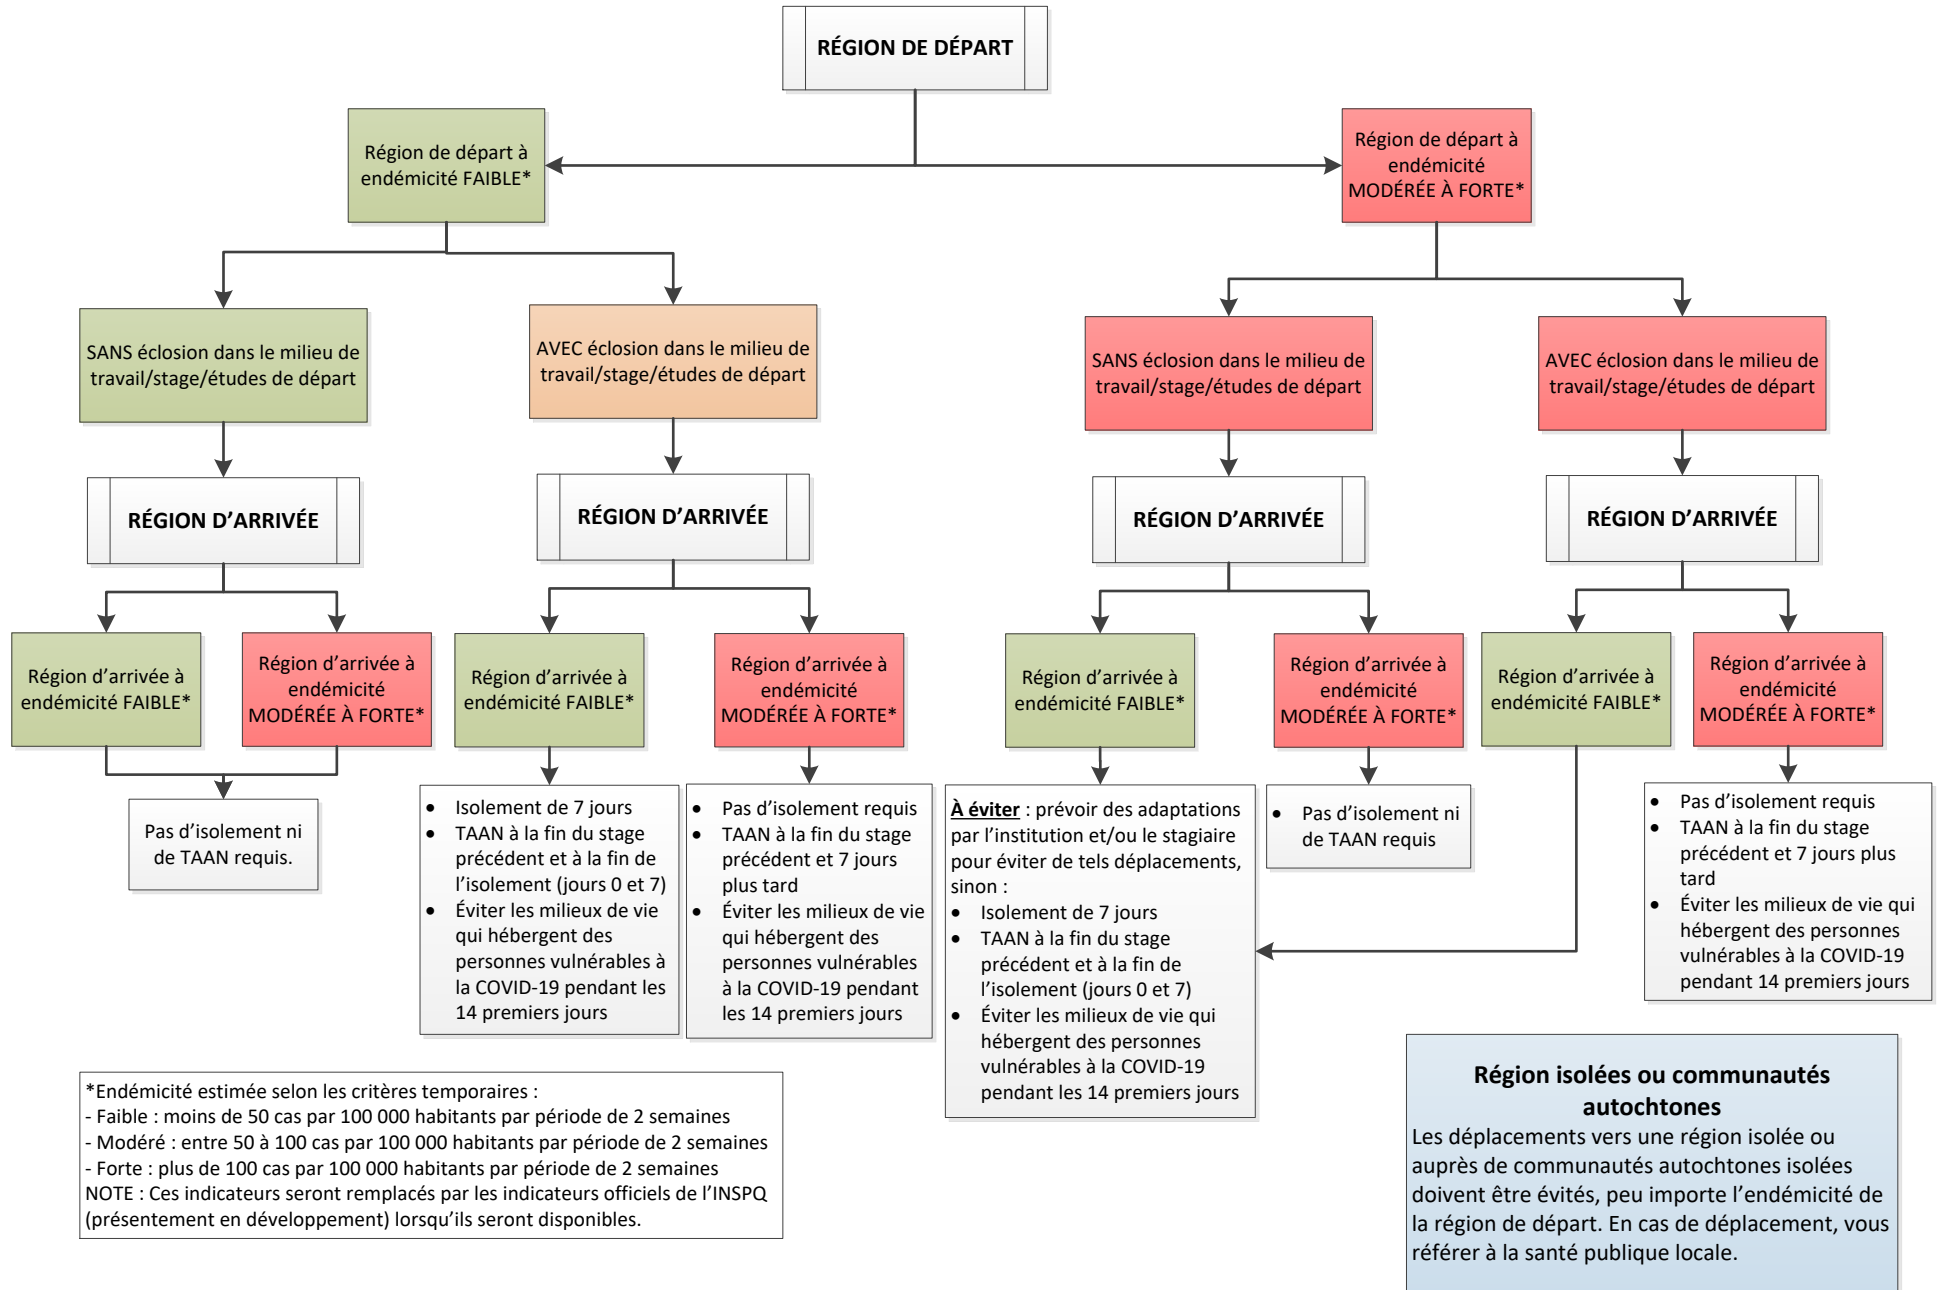 RÉGION DE DÉPART
Région de départ à
endémicité FAIBLE*
Région de départ à
endémicité
MODÉRÉE À FORTE*
SANS éclosion dans le milieu de
travail/stage/études de départ
AVEC éclosion dans le milieu de
travail/stage/études de départ
SANS éclosion dans le milieu de
travail/stage/études de départ
AVEC éclosion dans le milieu de
travail/stage/études de départ
RÉGION D’ARRIVÉE
RÉGION D’ARRIVÉE
RÉGION D’ARRIVÉE
RÉGION D’ARRIVÉE
Région d’arrivée à
endémicité FAIBLE*
Région d’arrivée à
endémicité
MODÉRÉE À FORTE*
Région d’arrivée à
endémicité FAIBLE*
Région d’arrivée à
endémicité
MODÉRÉE À FORTE*
Région d’arrivée à
endémicité FAIBLE*
Région d’arrivée à
endémicité
MODÉRÉE À FORTE*
Région d’arrivée à
endémicité FAIBLE*
Région d’arrivée à
endémicité
MODÉRÉE À FORTE*
Pas d’isolement ni
de TAAN requis.
• Isolement de 7 jours
• TAAN à la fin du stage
précédent et à la fin de
l’isolement (jours 0 et 7)
• Éviter les milieux de vie
qui hébergent des
personnes vulnérables à
la COVID-19 pendant les
14 premiers jours
• Pas d’isolement requis
• TAAN à la fin du stage
précédent et 7 jours
plus tard
• Éviter les milieux de vie
qui hébergent des
personnes vulnérables
à la COVID-19 pendant
les 14 premiers jours
À éviter : prévoir des adaptations
par l’institution et/ou le stagiaire
pour éviter de tels déplacements,
sinon :
• Isolement de 7 jours
• TAAN à la fin du stage
précédent et à la fin de
l’isolement (jours 0 et 7)
• Éviter les milieux de vie qui
hébergent des personnes
vulnérables à la COVID-19
pendant les 14 premiers jours
• Pas d’isolement ni
de TAAN requis
• Pas d’isolement requis
• TAAN à la fin du stage
précédent et 7 jours plus
tard
• Éviter les milieux de vie qui
hébergent des personnes
vulnérables à la COVID-19
pendant 14 premiers jours
*Endémicité estimée selon les critères temporaires :
- Faible : moins de 50 cas par 100 000 habitants par période de 2 semaines
- Modéré : entre 50 à 100 cas par 100 000 habitants par période de 2 semaines
- Forte : plus de 100 cas par 100 000 habitants par période de 2 semaines
NOTE : Ces indicateurs seront remplacés par les indicateurs officiels de l’INSPQ
(présentement en développement) lorsqu’ils seront disponibles.
Région isolées ou communautés
autochtones
Les déplacements vers une région isolée ou
auprès de communautés autochtones isolées
doivent être évités, peu importe l’endémicité de
la région de départ. En cas de déplacement, vous
référer à la santé publique locale.